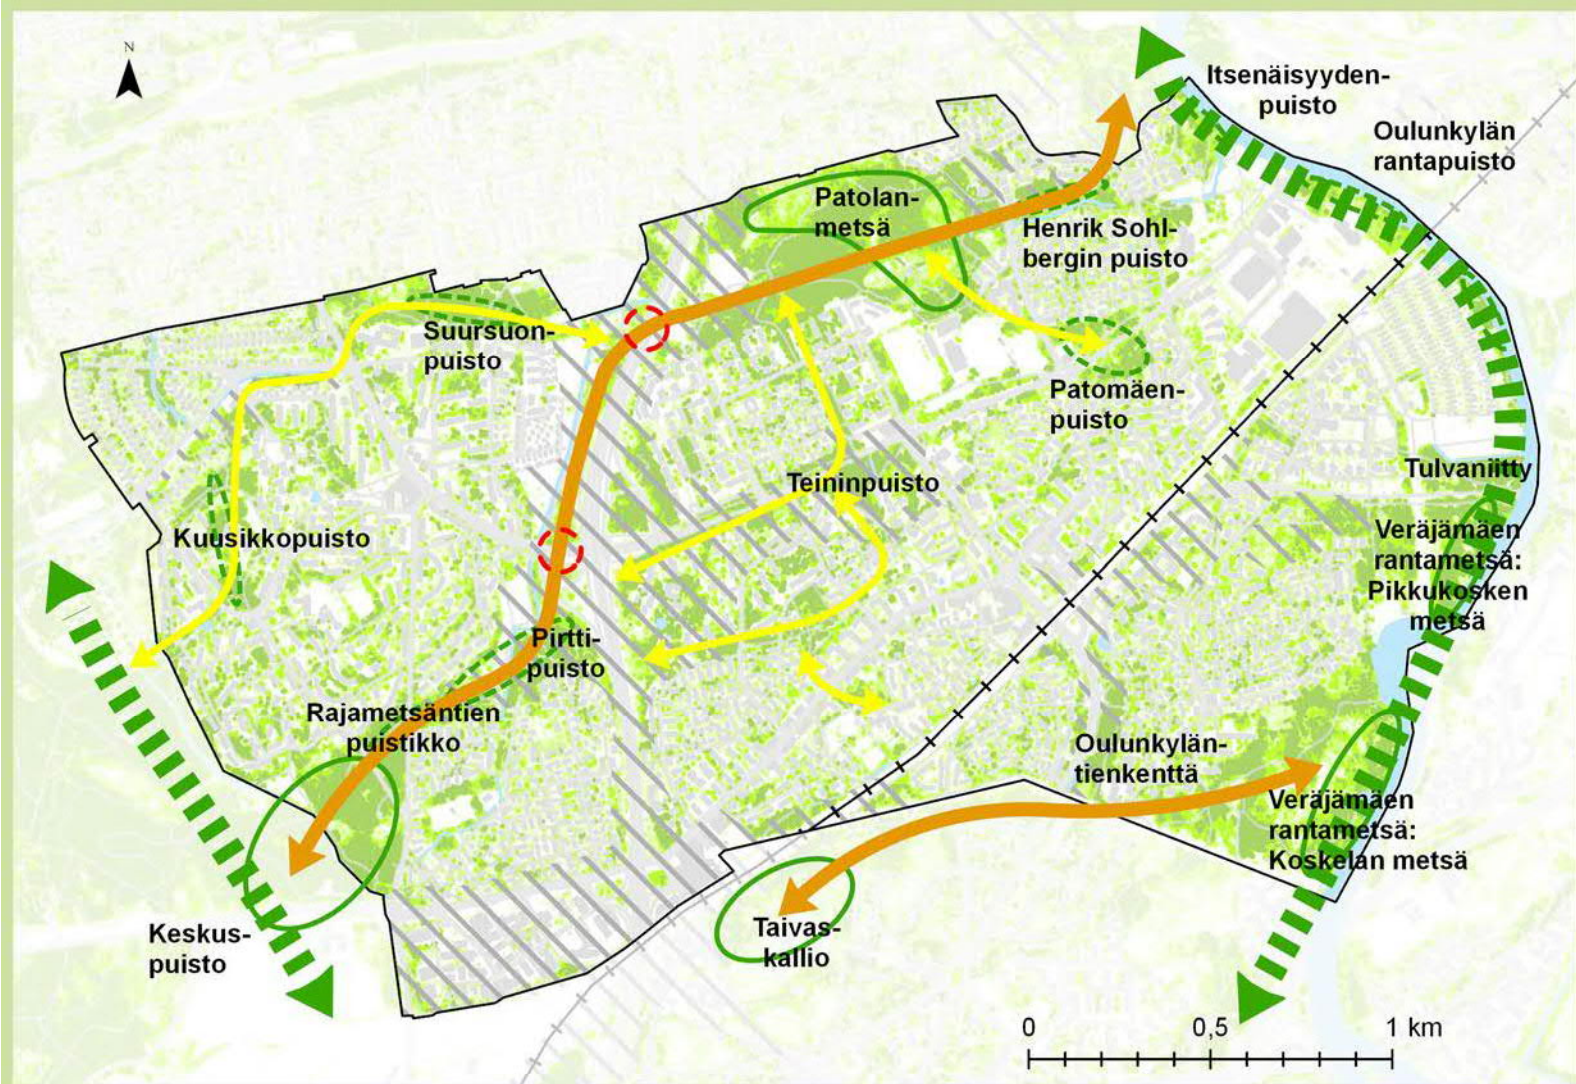 N
Itsenäisyyden-
puisto
Oulunkylän
rantapuisto
Patolan-
metsä
Henrik Sohl-
bergin puisto
Suursuon-
puisto
Patomäen-
puisto
Teininpuisto
Tulvaniitty
Kuusikkopuisto
Veräjämäen
rantametsä:
Pikkukosken
metsä
Pirtti-
puisto
Rajametsäntien
puistikko
Oulunkylän-
tienkenttä
Veräjämäen
rantametsä:
Koskelan metsä
Keskus-
puisto
Taivas-
kallio
0 0,5 1 km